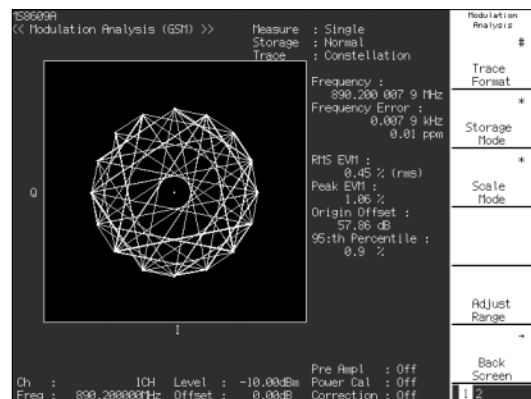 MS8609A
<< Modulation Analysis (GSM) >>
Measure : Single
Storage : Normal
Trace : Constellation
Frequency :
890.200 007 9 MHz
Frequency Error :
0.007 9 kHz
0.01 ppm
RMS EVM :
0.45 % (rms)
Peak EVM :
1.06 %
Origin Offset :
57.86 dB
95:th Percentile :
0.9 %
Q
I
Ch : 1CH Level : -10.00dBm
Freq : 890.200000MHz Offset : 0.00dB
Pre Ampl : Off
Power Cal : Off
Correction : Off
Modulation
Analysis
#
Trace
Format
*
Storage
Mode
*
Scale
Mode
Adjust
Range
→
Back
Screen
1 2